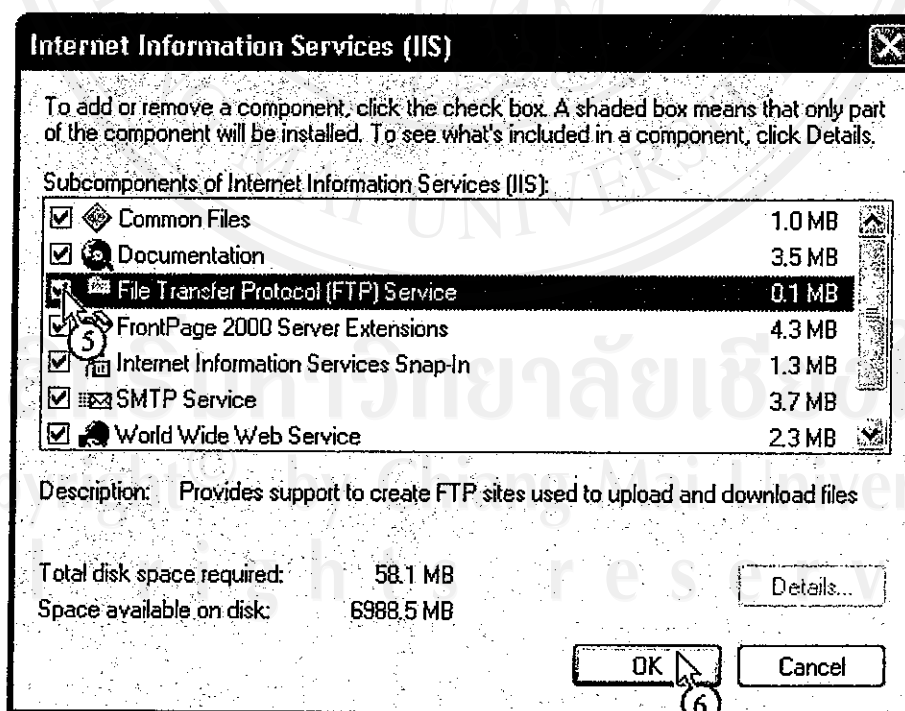 Internet Information Services (IIS)
To add or remove a component, click the check box. A shaded box means that only part
of the component will be installed. To see what's included in a component, click Details.
Subcomponents of Internet Information Services (IIS):
Common Files 1.0 MB
Documentation 3.5 MB
File Transfer Protocol (FTP) Service 0.1 MB
5
FrontPage 2000 Server Extensions 4.3 MB
Internet Information Services Snap-In 1.3 MB
SMTP Service 3.7 MB
World Wide Web Service 2.3 MB
by Chiang Mai Univer
Description: Provides support to create FTP sites used to upload and download files
rights reserv
Total disk space required: 58.1 MB
Details...
Space available on disk: 6988.5 MB
OK Cancel
6